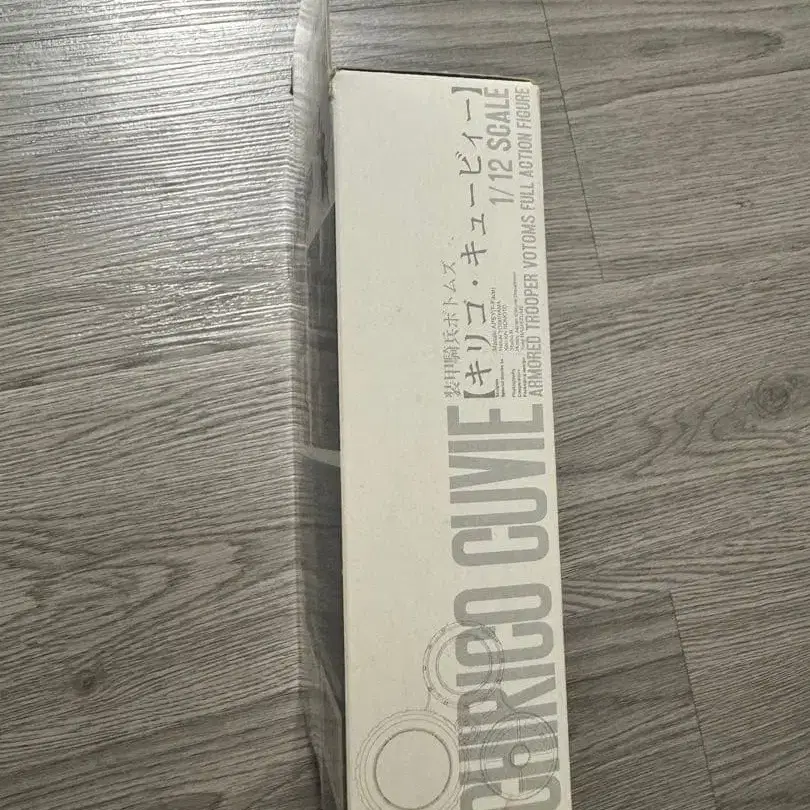 装甲騎兵ボトムズ
【キリコ・キュービィー】
1/12 SCALE
CHIRICO CUVIE
ARMORED TROOPER VOTOMS FULL ACTION FIGURE